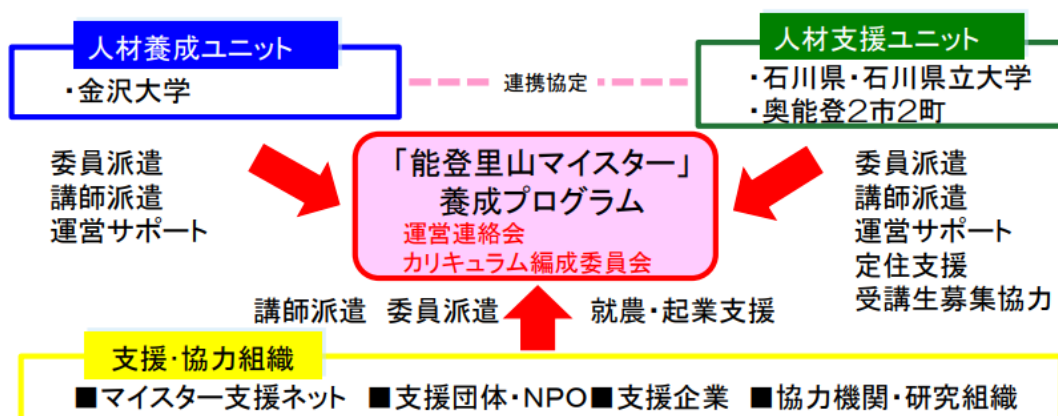 人材養成ユニット
・金沢大学
連携協定
人材支援ユニット
・石川県・石川県立大学
・奥能登2市2町
委員派遣
講師派遣
運営サポート
「能登里山マイスター」
養成プログラム
運営連絡会
カリキュラム編成委員会
委員派遣
講師派遣
運営サポート
定住支援
受講生募集協力
講師派遣 委員派遣 就農・起業支援
支援・協力組織
■マイスター支援ネット ■支援団体・NPO■支援企業 ■協力機関・研究組織